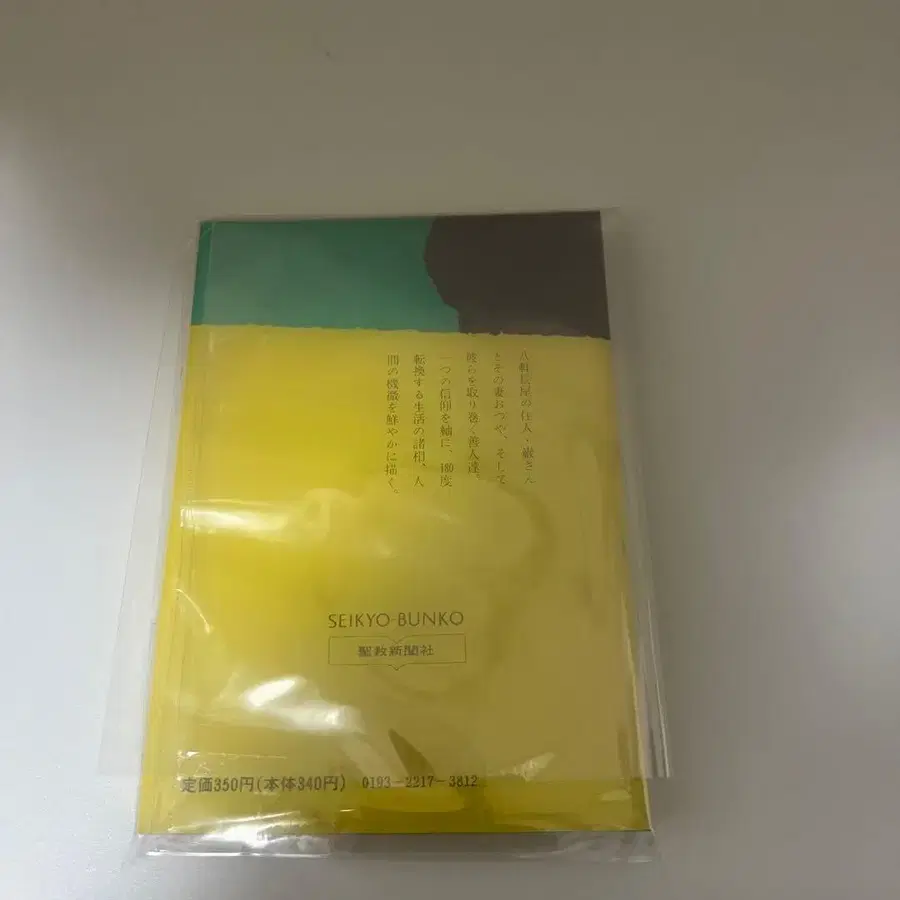 八軒長屋の住人・巌さん
とその妻おつや、そして
彼らを取り巻く善人達。
一つの信仰を軸に、180度
転換する生活の諸相、人
間の機微を鮮やかに描く。
SEIKYO BUNKO
聖教新聞社
定価350円(本体340円) 0193-2217-3812